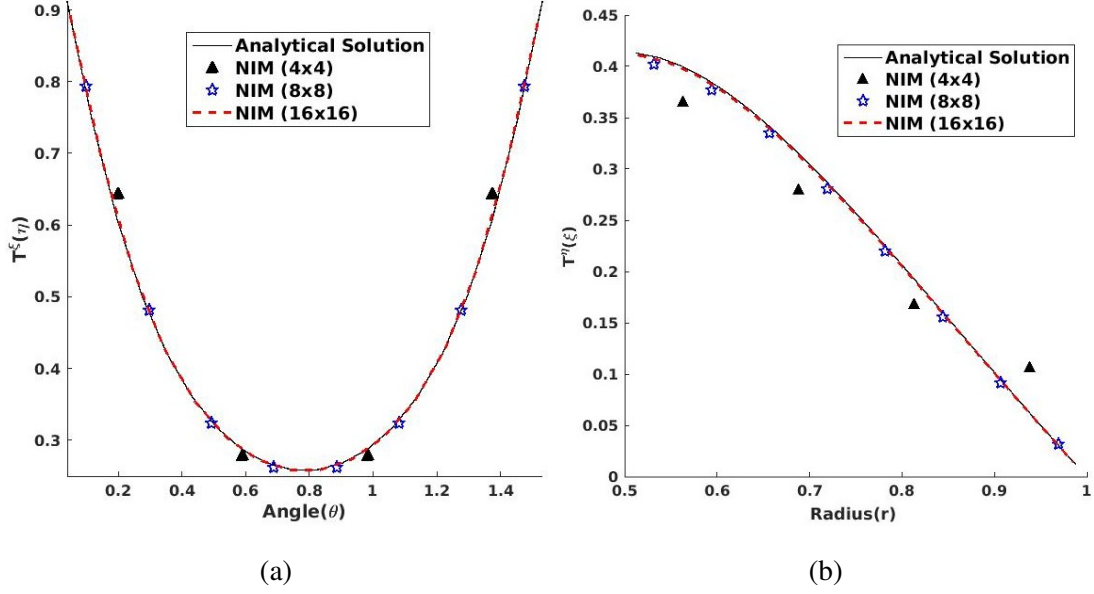 0.9
0.8
0.7
0.6
0.5
0.4
0.3
0.2
0.4
0.6
0.8
1
1.2
1.4
T^ξ(η)
Angle(θ)
Analytical Solution
NIM (4x4)
NIM (8x8)
NIM (16x16)
(a)
0.45
0.4
0.35
0.3
0.25
0.2
0.15
0.1
0.05
0
0.5
0.6
0.7
0.8
0.9
1
T^η(ξ)
Radius(r)
Analytical Solution
NIM (4x4)
NIM (8x8)
NIM (16x16)
(b)